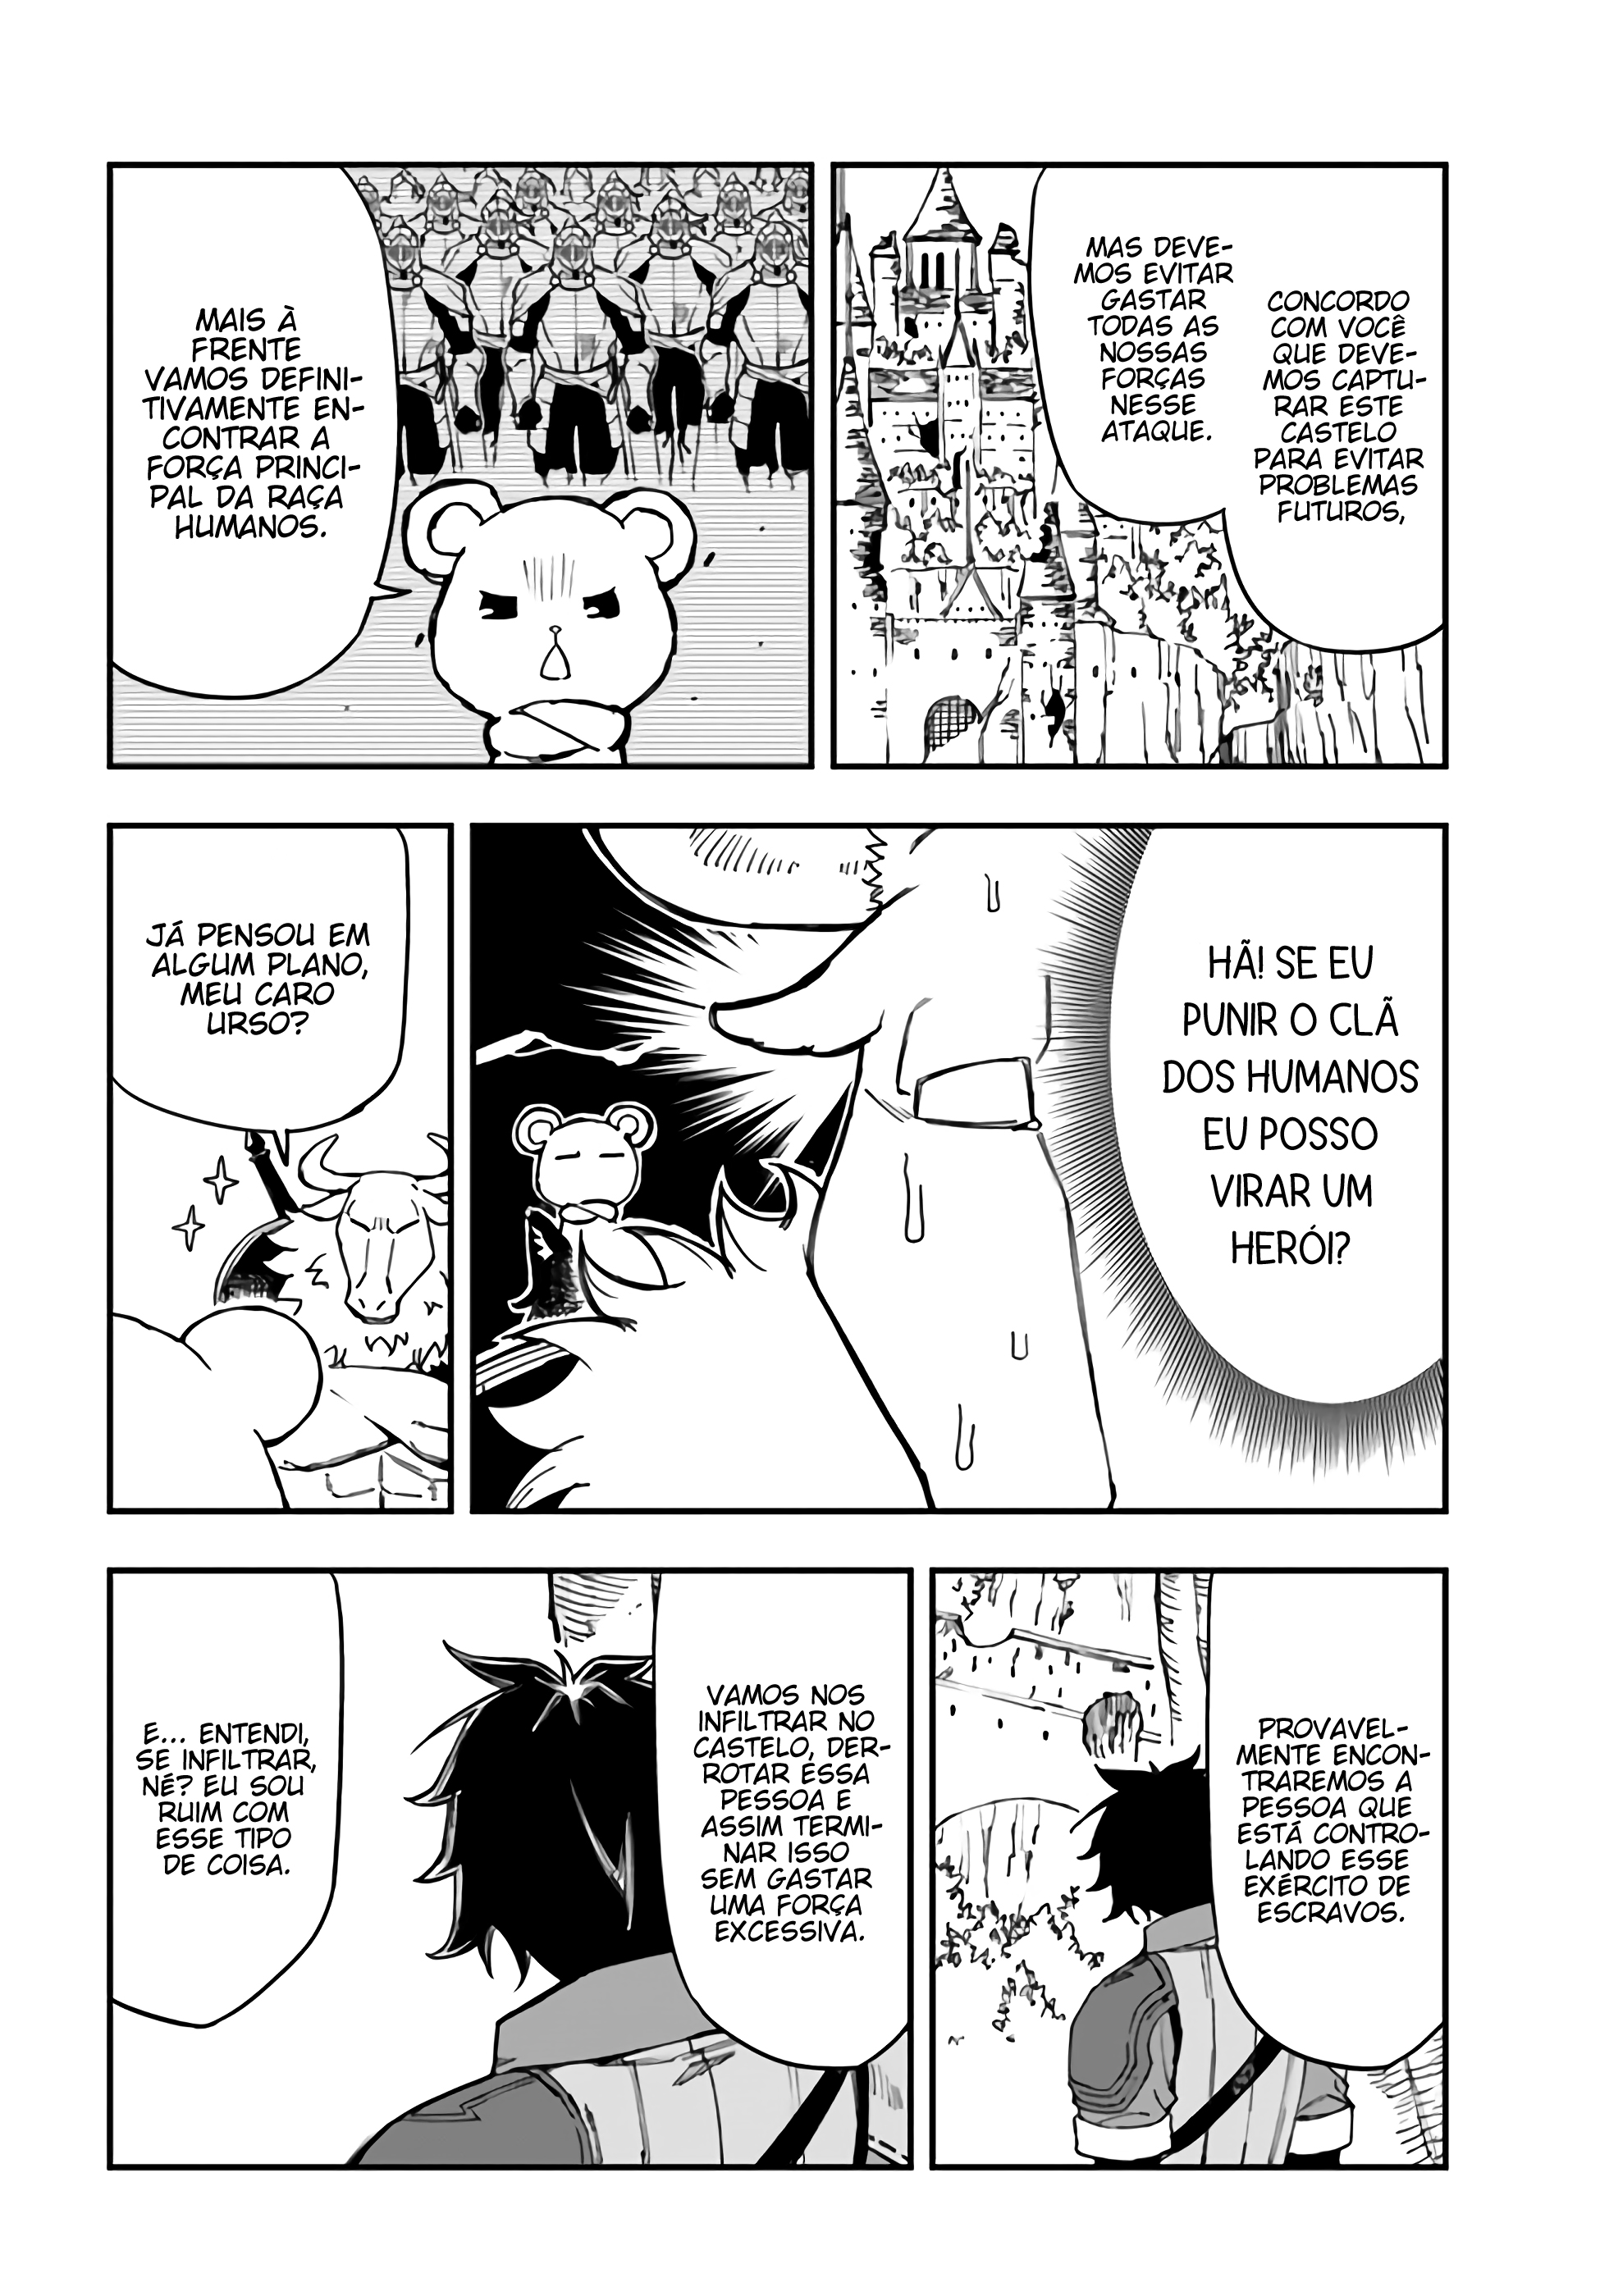 CONCORDO
COM VOCÊ
QUE DEVE-
MOS CAPTU-
RAR ESTE
CASTELO
PARA EVITAR
PROBLEMAS
FUTUROS,
MAS DEVE-
MOS EVITAR
GASTAR
TODAS AS
NOSSAS
FORÇAS
NESSE
ATAQUE.
MAIS À
FRENTE
VAMOS DEFINI-
TIVAMENTE EN-
CONTRAR A
FORÇA PRINCI-
PAL DA RAÇA
HUMANOS.
HÃ! SE EU
PUNIR O CLÃ
DOS HUMANOS
EU POSSO
VIRAR UM
HERÓI?
JÁ PENSOU EM
ALGUM PLANO,
MEU CARO
URSO?
PROVAVEL-
MENTE ENCON-
TRAREMOS A
PESSOA QUE
ESTÁ CONTRO-
LANDO ESSE
EXÉRCITO DE
ESCRAVOS.
VAMOS NOS
INFILTRAR NO
CASTELO, DER-
ROTAR ESSA
PESSOA E
ASSIM TERMI-
NAR ISSO
SEM GASTAR
UMA FORÇA
EXCESSIVA.
E... ENTENDI,
SE INFILTRAR,
NÉ? EU SOU
RUIM COM
ESSE TIPO
DE COISA.